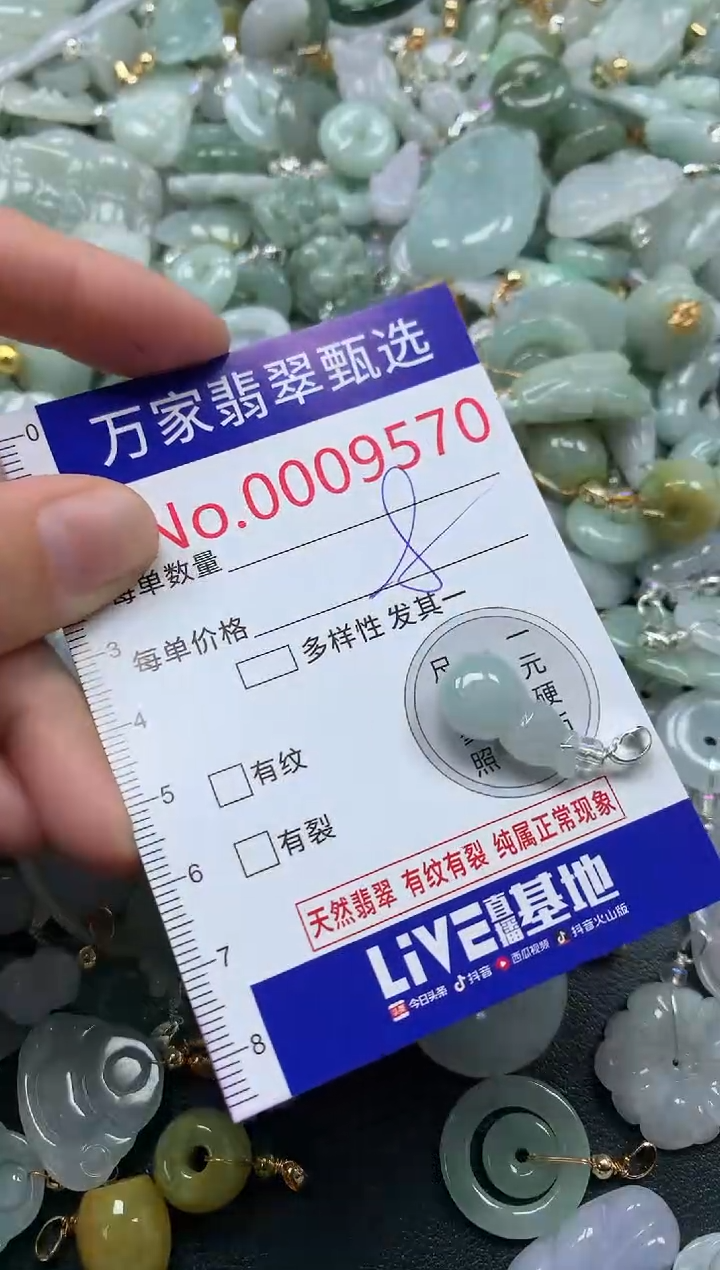 万家翡翠甄选
No.0009570
每单数量
8
每单价格
多样性 发其一
尺
照
一元硬
有纹
有裂
天然翡翠 有纹有裂 纯属正常现象
LIVE直播基地
今日头条 抖音 西瓜视频 抖音火山版
0
3
4
5
6
7
8